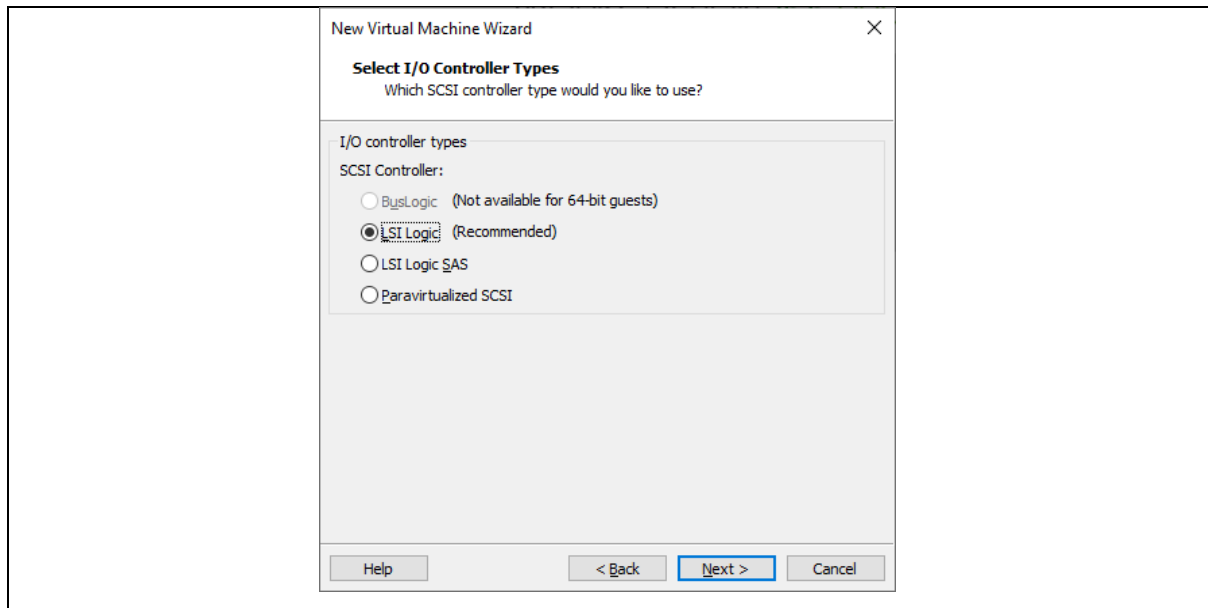 New Virtual Machine Wizard
Select I/O Controller Types
Which SCSI controller type would you like to use?
I/O controller types
SCSI Controller:
BusLogic (Not available for 64-bit guests)
LSI Logic (Recommended)
LSI Logic SAS
Paravirtualized SCSI
Help < Back Next > Cancel